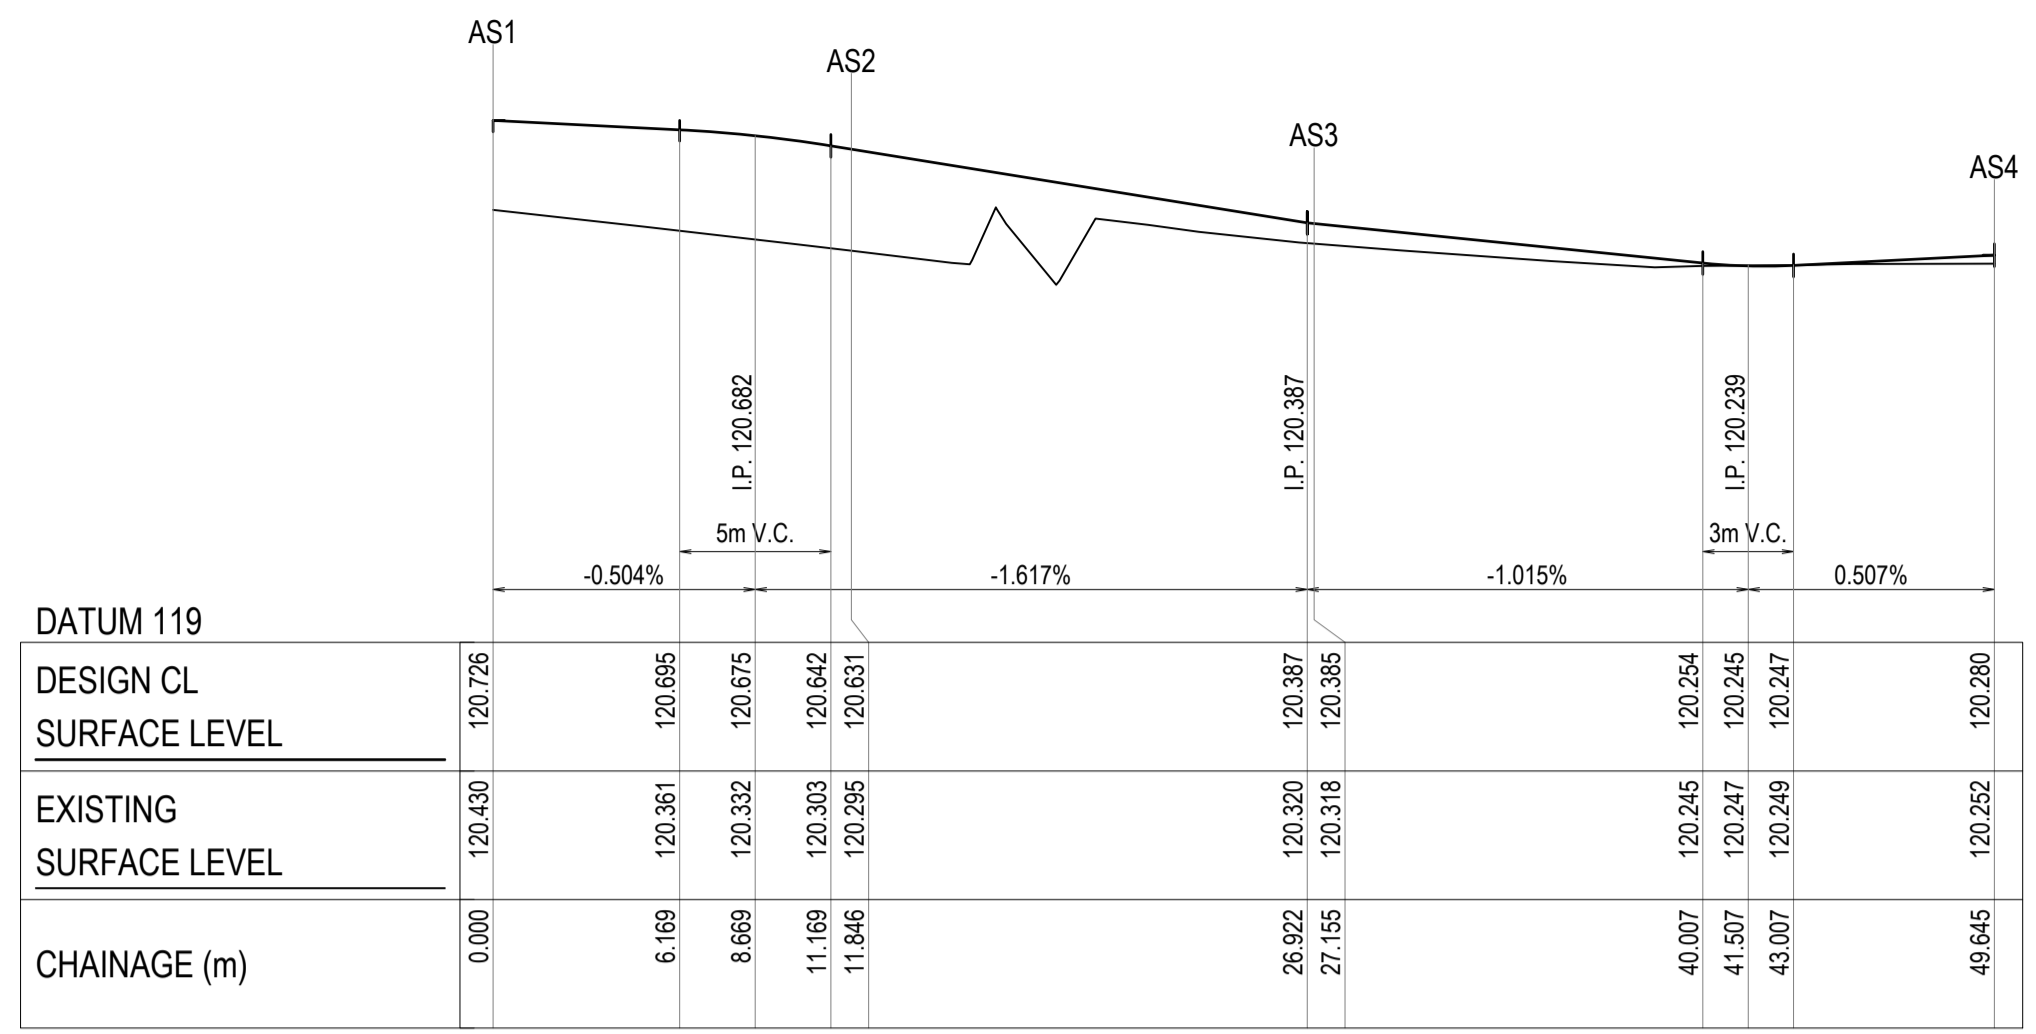 AS1
AS2
AS3
AS4
I.P. 120.682
I.P. 120.387
I.P. 120.239
5m V.C.
3m V.C.
-0.504%
-1.617%
-1.015%
0.507%
DATUM 119
DESIGN CL
SURFACE LEVEL
120.726
120.695
120.675
120.642
120.631
120.387
120.385
120.254
120.245
120.247
120.280
EXISTING
SURFACE LEVEL
120.430
120.361
120.332
120.303
120.295
120.320
120.318
120.245
120.247
120.249
120.252
CHAINAGE (m)
0.000
6.169
8.669
11.169
11.846
26.922
27.155
40.007
41.507
43.007
49.645